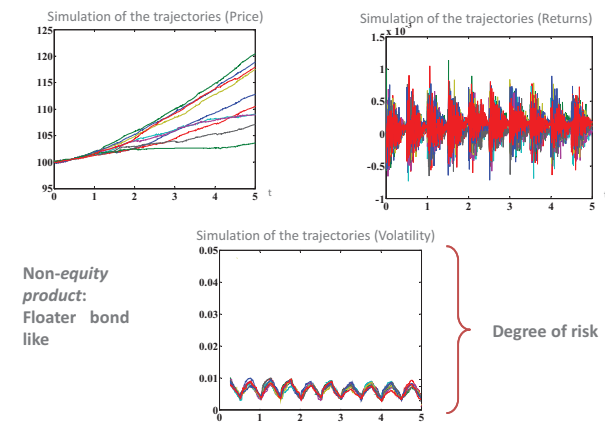 Simulation of the trajectories (Price)
125
120
115
110
105
100
95
0 1 2 3 4 5
t
Simulation of the trajectories (Returns)
1.5 x 10^-3
1
0.5
0
-0.5
-1
0 1 2 3 4 5
t
Simulation of the trajectories (Volatility)
0.05
0.04
0.03
0.02
0.01
0
0 1 2 3 4 5
Non-equity
product:
Floater bond
like
Degree of risk